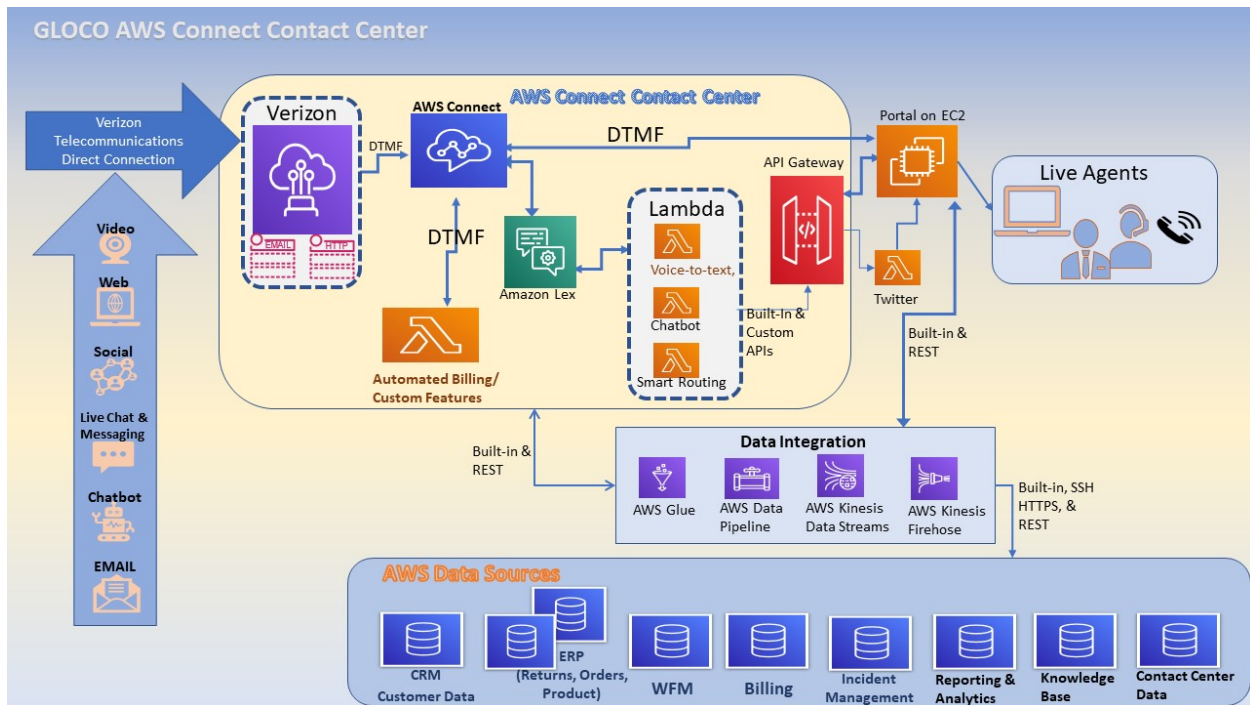 GLOCO AWS Connect Contact Center
AWS Connect Contact Center
Verizon
Telecommunications
Direct Connection
Verizon
EMAIL
HTTP
DTMF
AWS Connect
DTMF
DTMF
Amazon Lex
Automated Billing/
Custom Features
Lambda
Voice-to-text,
Chatbot
Smart Routing
Built-In &
Custom
APIs
API Gateway
Portal on EC2
Twitter
Live Agents
Video
Web
Social
Live Chat &
Messaging
Chatbot
EMAIL
Built-in &
REST
Built-in &
REST
Data Integration
AWS Glue
AWS Data
Pipeline
AWS Kinesis
Data Streams
AWS Kinesis
Firehose
Built-in, SSH
HTTPS, &
REST
AWS Data Sources
CRM
Customer Data
ERP
(Returns, Orders,
Product)
WFM
Billing
Incident
Management
Reporting &
Analytics
Knowledge
Base
Contact Center
Data